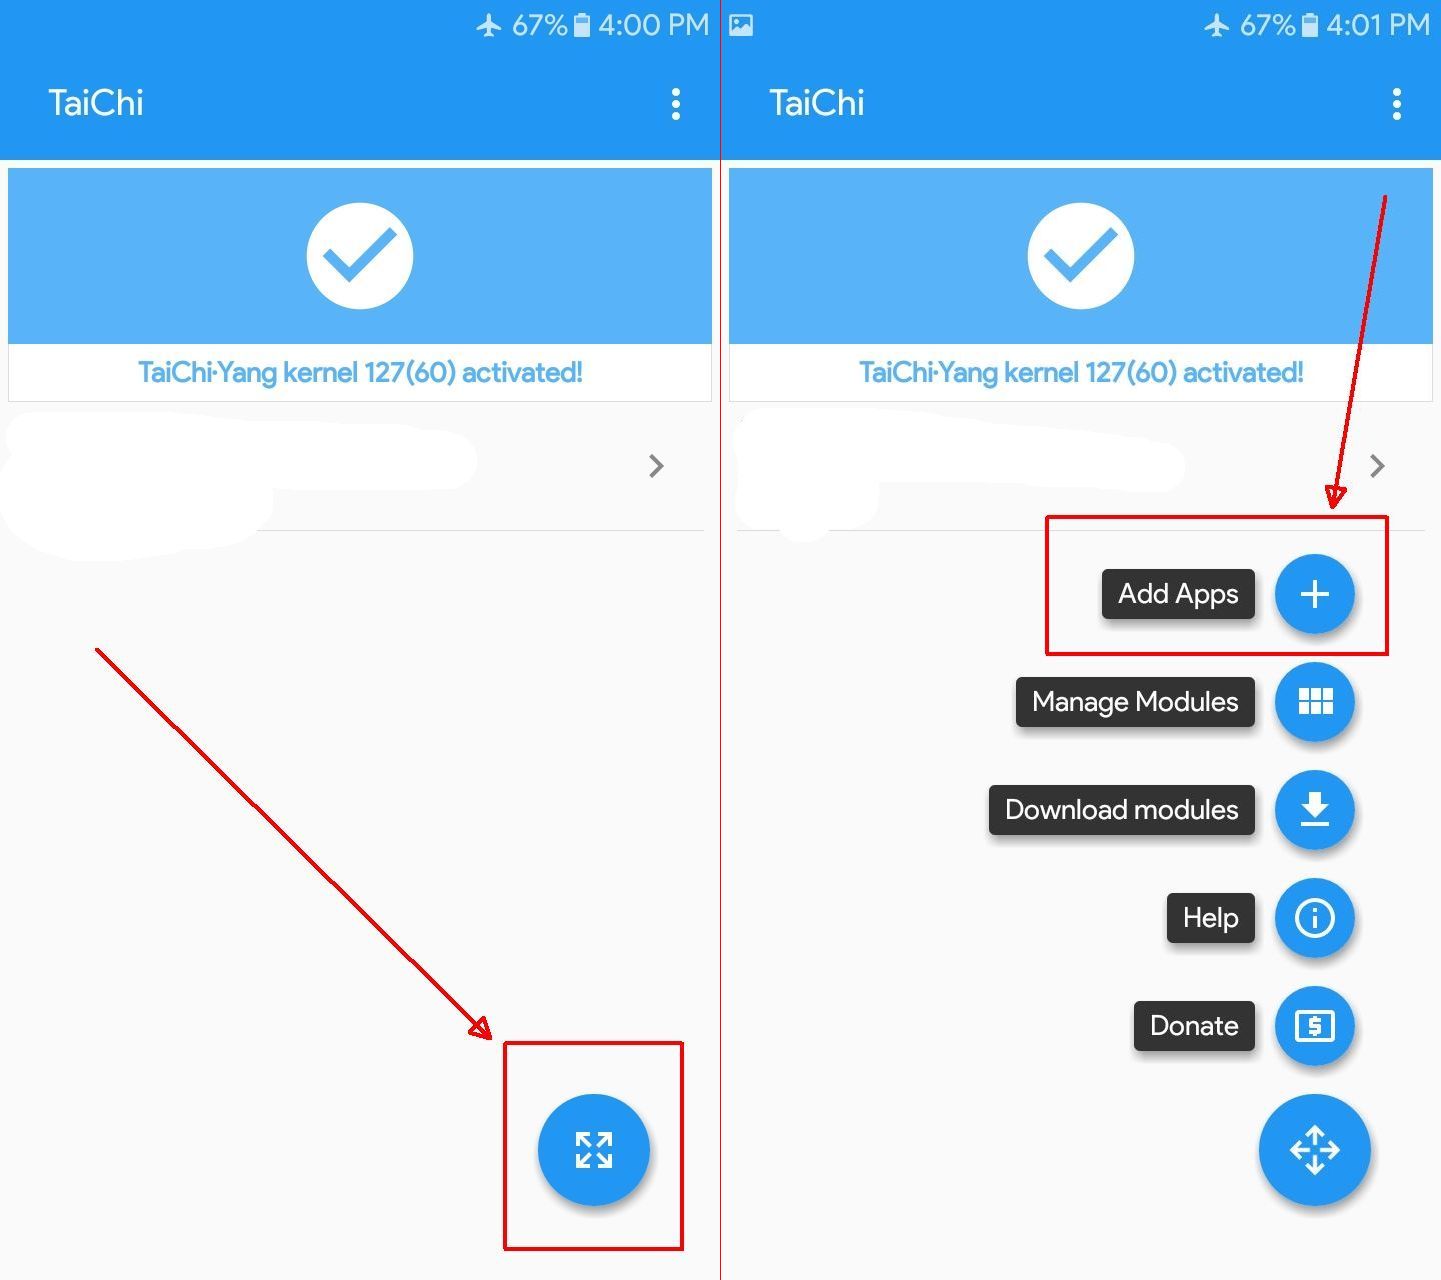 67% 4:00 PM
TaiChi
TaiChi·Yang kernel 127(60) activated!
67% 4:01 PM
TaiChi
TaiChi·Yang kernel 127(60) activated!
Add Apps
Manage Modules
Download modules
Help
Donate